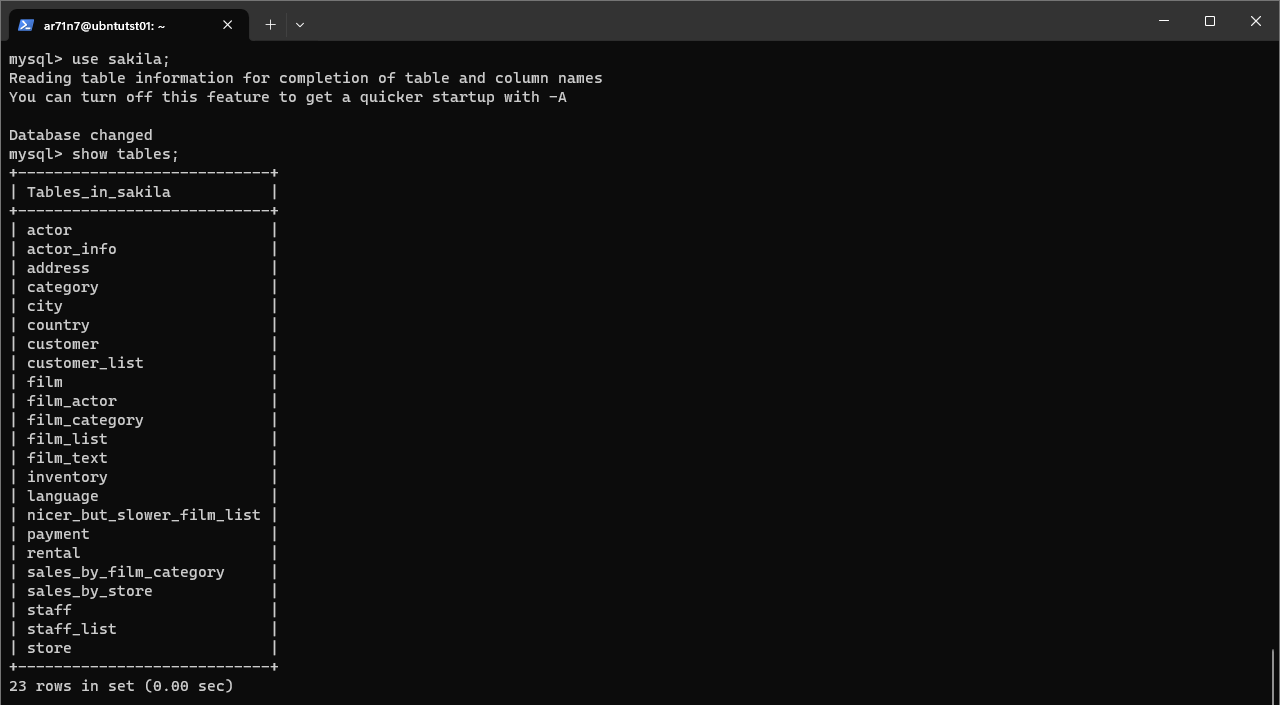 ar71n7@ubntutst01: ~
mysql> use sakila;
Reading table information for completion of table and column names
You can turn off this feature to get a quicker startup with -A
Database changed
mysql> show tables;
+----------------------------+
| Tables_in_sakila           |
+----------------------------+
| actor                      |
| actor_info                 |
| address                    |
| category                   |
| city                       |
| country                    |
| customer                   |
| customer_list              |
| film                       |
| film_actor                 |
| film_category              |
| film_list                  |
| film_text                  |
| inventory                  |
| language                   |
| nicer_but_slower_film_list |
| payment                    |
| rental                     |
| sales_by_film_category     |
| sales_by_store             |
| staff                      |
| staff_list                 |
| store                      |
+----------------------------+
23 rows in set (0.00 sec)